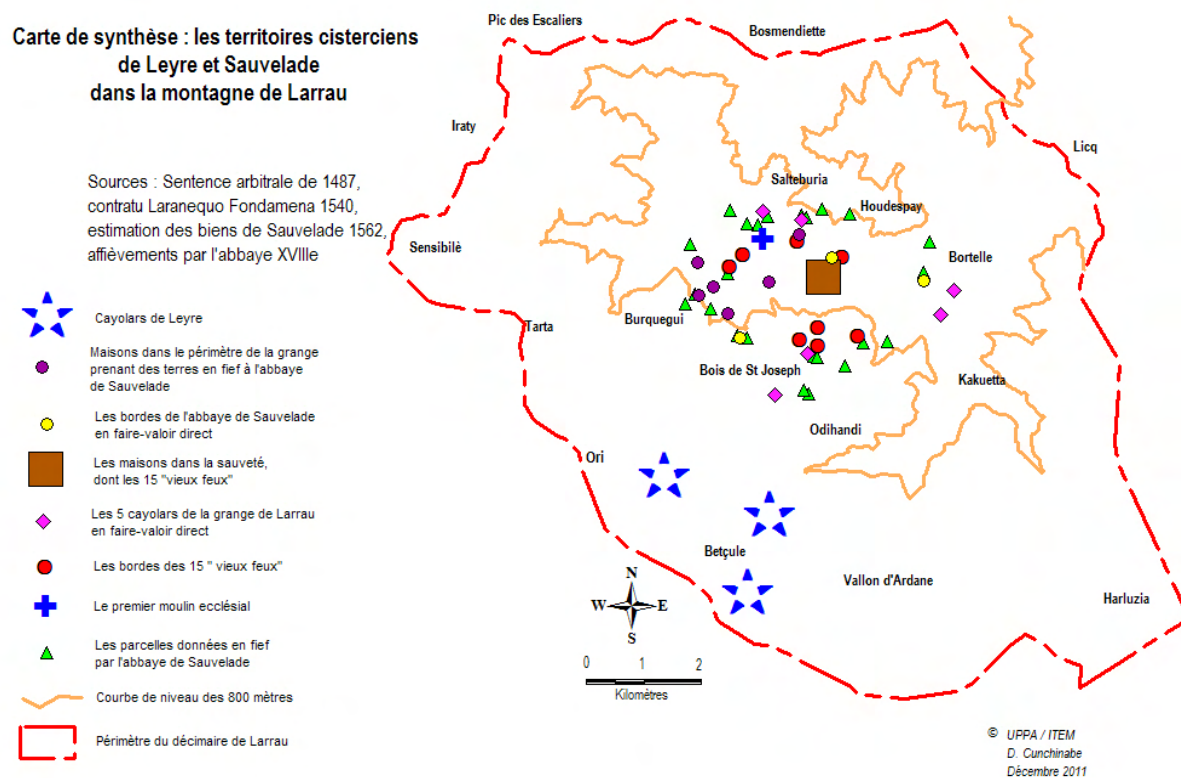 Carte de synthèse : les territoires cisterciens
de Leyre et Sauvelade
dans la montagne de Larrau
Sources : Sentence arbitrale de 1487,
contratu Laranequo Fondamena 1540,
estimation des biens de Sauvelade 1562,
affièvements par l'abbaye XVIIIe
Cayolars de Leyre
Maisons dans le périmètre de la grange
prenant des terres en fief à l'abbaye
de Sauvelade
Les bordes de l'abbaye de Sauvelade
en faire-valoir direct
Les maisons dans la sauveté,
dont les 15 "vieux feux"
Les 5 cayolars de la grange de Larrau
en faire-valoir direct
Les bordes des 15 " vieux feux"
Le premier moulin ecclésial
Les parcelles données en fief
par l'abbaye de Sauvelade
Courbe de niveau des 800 mètres
Périmètre du décimaire de Larrau
Pic des Escaliers
Bosmendiette
Iraty
Licq
Salteburia
Houdespay
Sensibilè
Bortelle
Tarta
Burquegui
Bois de St Joseph
Kakuetta
Odihandi
Ori
Betçule
Vallon d'Ardane
Harluzia
N
W
E
S
0 1 2
Kilomètres
© UPPA / ITEM
D. Cunchinabe
Décembre 2011